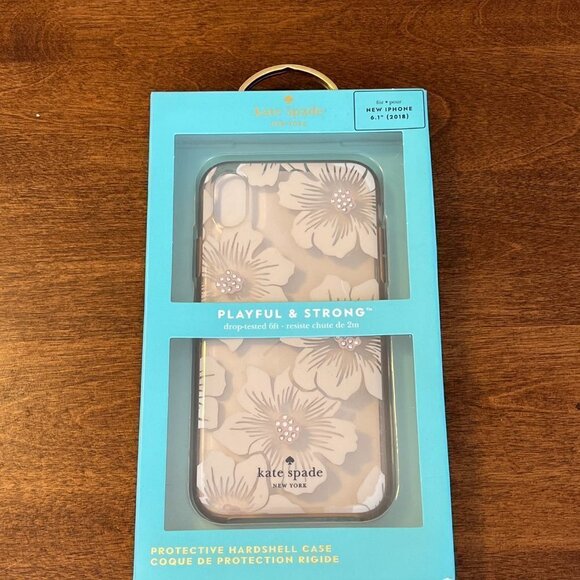 kate spade
NEW YORK
for • pour
NEW IPHONE
6.1" (2018)
PLAYFUL & STRONG™
drop-tested 6ft - resiste chute de 2m
kate spade
NEW YORK
PROTECTIVE HARDSHELL CASE
COQUE DE PROTECTION RIGIDE